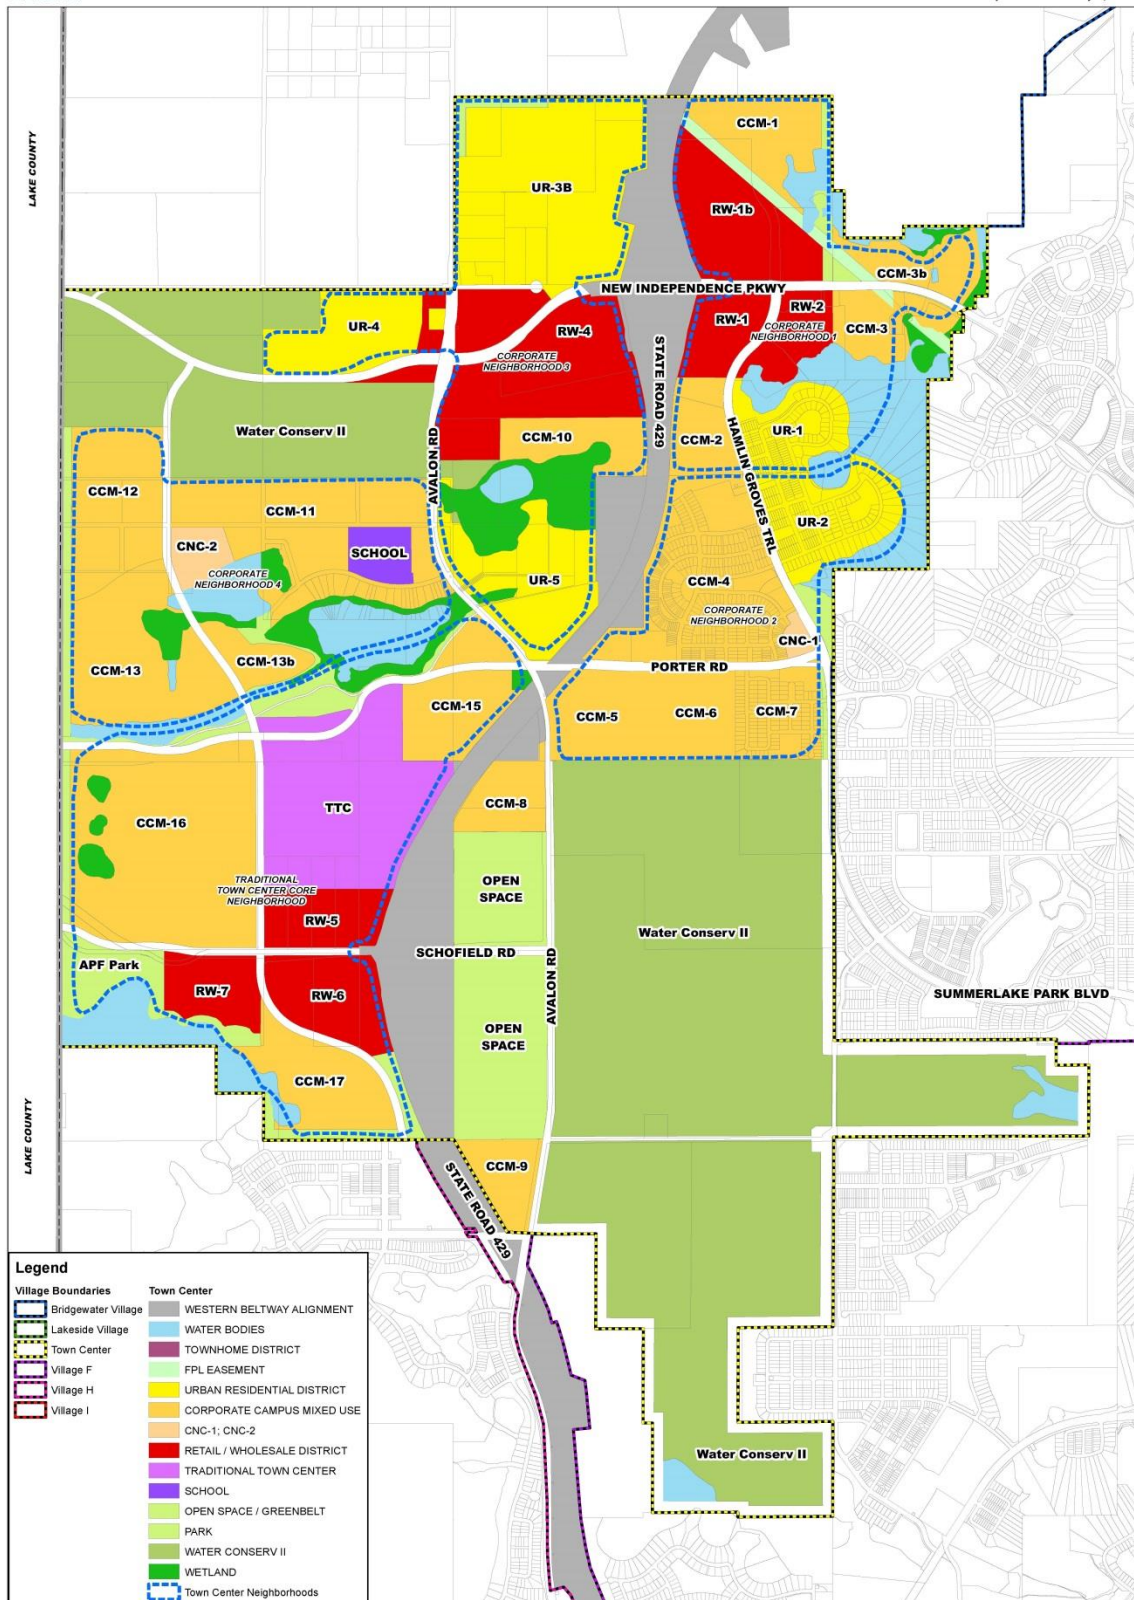 LAKE COUNTY
CCM-1
UR-3B
RW-1b
CCM-3b
NEW INDEPENDENCE PKWY
UR-4
RW-4
RW-1
RW-2
CORPORATE
NEIGHBORHOOD 1
CCM-3
CORPORATE
NEIGHBORHOOD 3
STATE ROAD 429
Water Conserv II
AVALON RD
CCM-10
CCM-2
HAMLIN GROVES TRL
UR-1
CCM-12
CCM-11
UR-2
CNC-2
SCHOOL
CORPORATE
NEIGHBORHOOD 4
UR-5
CCM-4
CORPORATE
NEIGHBORHOOD 2
CNC-1
CCM-13
CCM-13b
PORTER RD
CCM-15
CCM-5
CCM-6
CCM-7
TTC
CCM-8
CCM-16
TRADITIONAL
TOWN CENTER CORE
NEIGHBORHOOD
OPEN
SPACE
RW-5
Water Conserv II
SCHOFIELD RD
AVALON RD
APF Park
RW-7
RW-6
SUMMERLAKE PARK BLVD
OPEN
SPACE
CCM-17
LAKE COUNTY
CCM-9
STATE ROAD 429
Water Conserv II
Legend
Village Boundaries
Bridgewater Village
Lakeside Village
Town Center
Village F
Village H
Village I
Town Center
WESTERN BELTWAY ALIGNMENT
WATER BODIES
TOWNHOME DISTRICT
FPL EASEMENT
URBAN RESIDENTIAL DISTRICT
CORPORATE CAMPUS MIXED USE
CNC-1; CNC-2
RETAIL / WHOLESALE DISTRICT
TRADITIONAL TOWN CENTER
SCHOOL
OPEN SPACE / GREENBELT
PARK
WATER CONSERV II
WETLAND
Town Center Neighborhoods